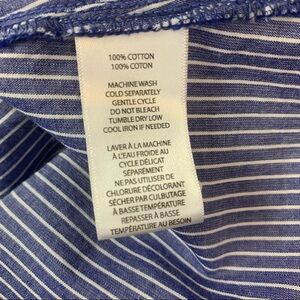 100% COTTON
100% COTON
MACHINE WASH
COLD SEPARATELY
GENTLE CYCLE
DO NOT BLEACH
TUMBLE DRY LOW
COOL IRON IF NEEDED
LAVER À LA MACHINE
À L'EAU FROIDE AU
CYCLE DÉLICAT
SÉPARÉMENT
NE PAS UTILISER DE
CHLORURE DÉCOLORANT
SÉCHER PAR CULBUTAGE
À BASSE TEMPÉRATURE
REPASSER À BASSE
TEMPÉRATURE AU BESOIN